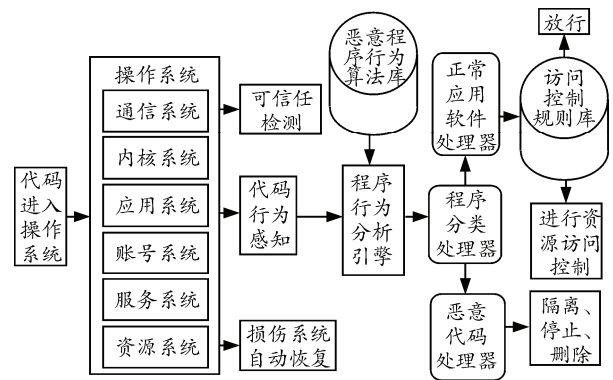 代码
进入
操作
系统
操作系统
通信系统
内核系统
应用系统
账号系统
服务系统
资源系统
可信任
检测
代码
行为
感知
损伤系统
自动恢复
恶意程
序行为
算法库
程序
行为
分析
引擎
正常
应用
软件
处理器
程序
分类
处理器
恶意
代码
处理器
放行
访问
控制
规则库
进行资
源访问
控制
隔离、
停止、
删除